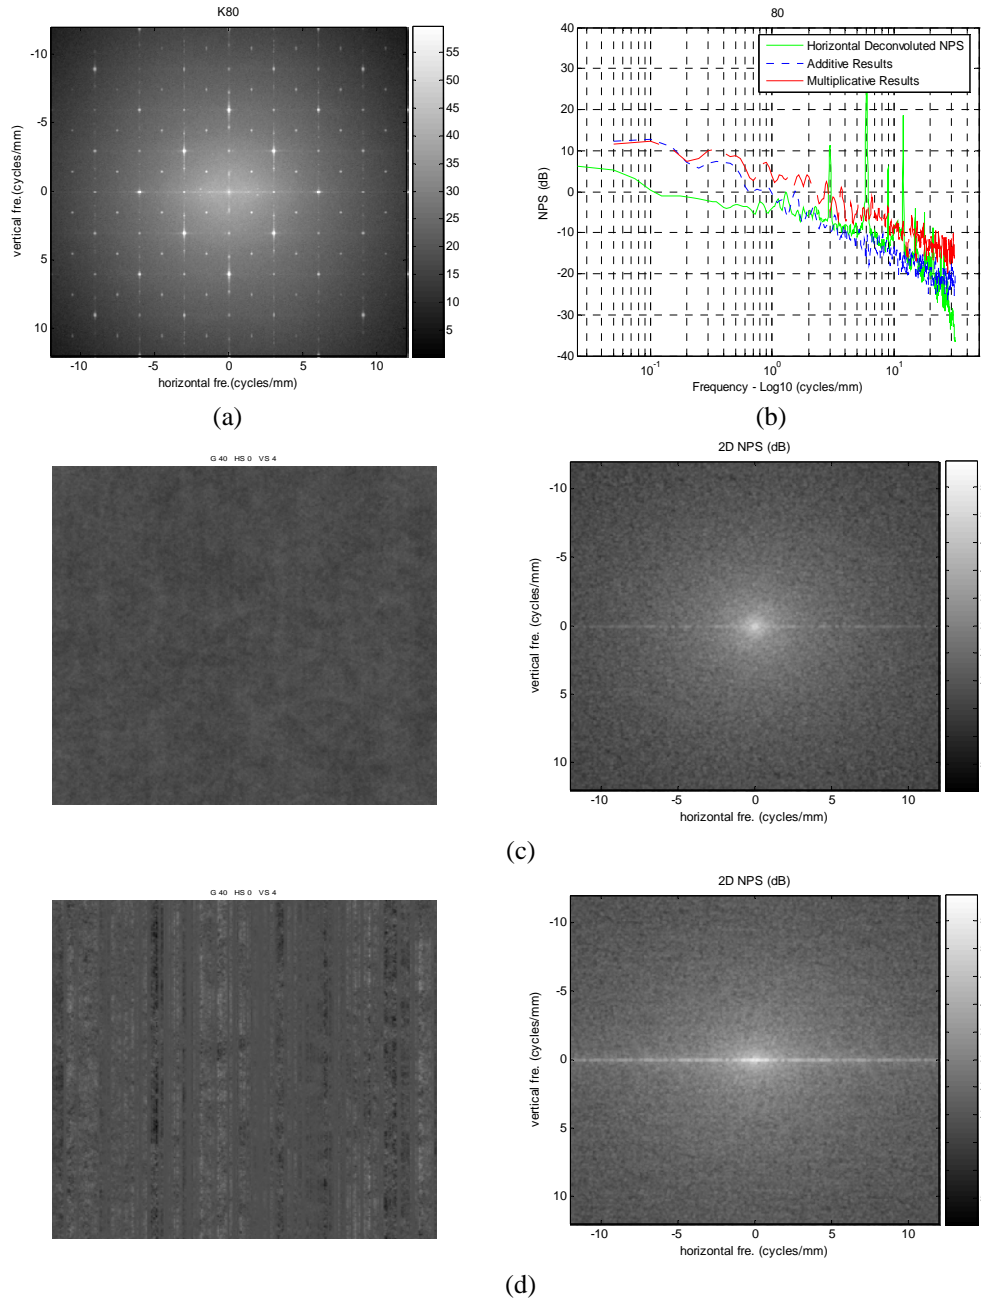 K80
-10
-5
0
5
10
-10
-5
0
5
10
vertical fre.(cycles/mm)
horizontal fre.(cycles/mm)
55
50
45
40
35
30
25
20
15
10
5
(a)
80
40
30
20
10
0
-10
-20
-30
-40
NPS (dB)
10-1
100
101
Frequency - Log10 (cycles/mm)
Horizontal Deconvoluted NPS
Additive Results
Multiplicative Results
(b)
G 40 HS 0 VS 4
2D NPS (dB)
-10
-5
0
5
10
-10
-5
0
5
10
vertical fre. (cycles/mm)
horizontal fre. (cycles/mm)
(c)
G 40 HS 0 VS 4
2D NPS (dB)
-10
-5
0
5
10
-10
-5
0
5
10
vertical fre. (cycles/mm)
horizontal fre. (cycles/mm)
(d)